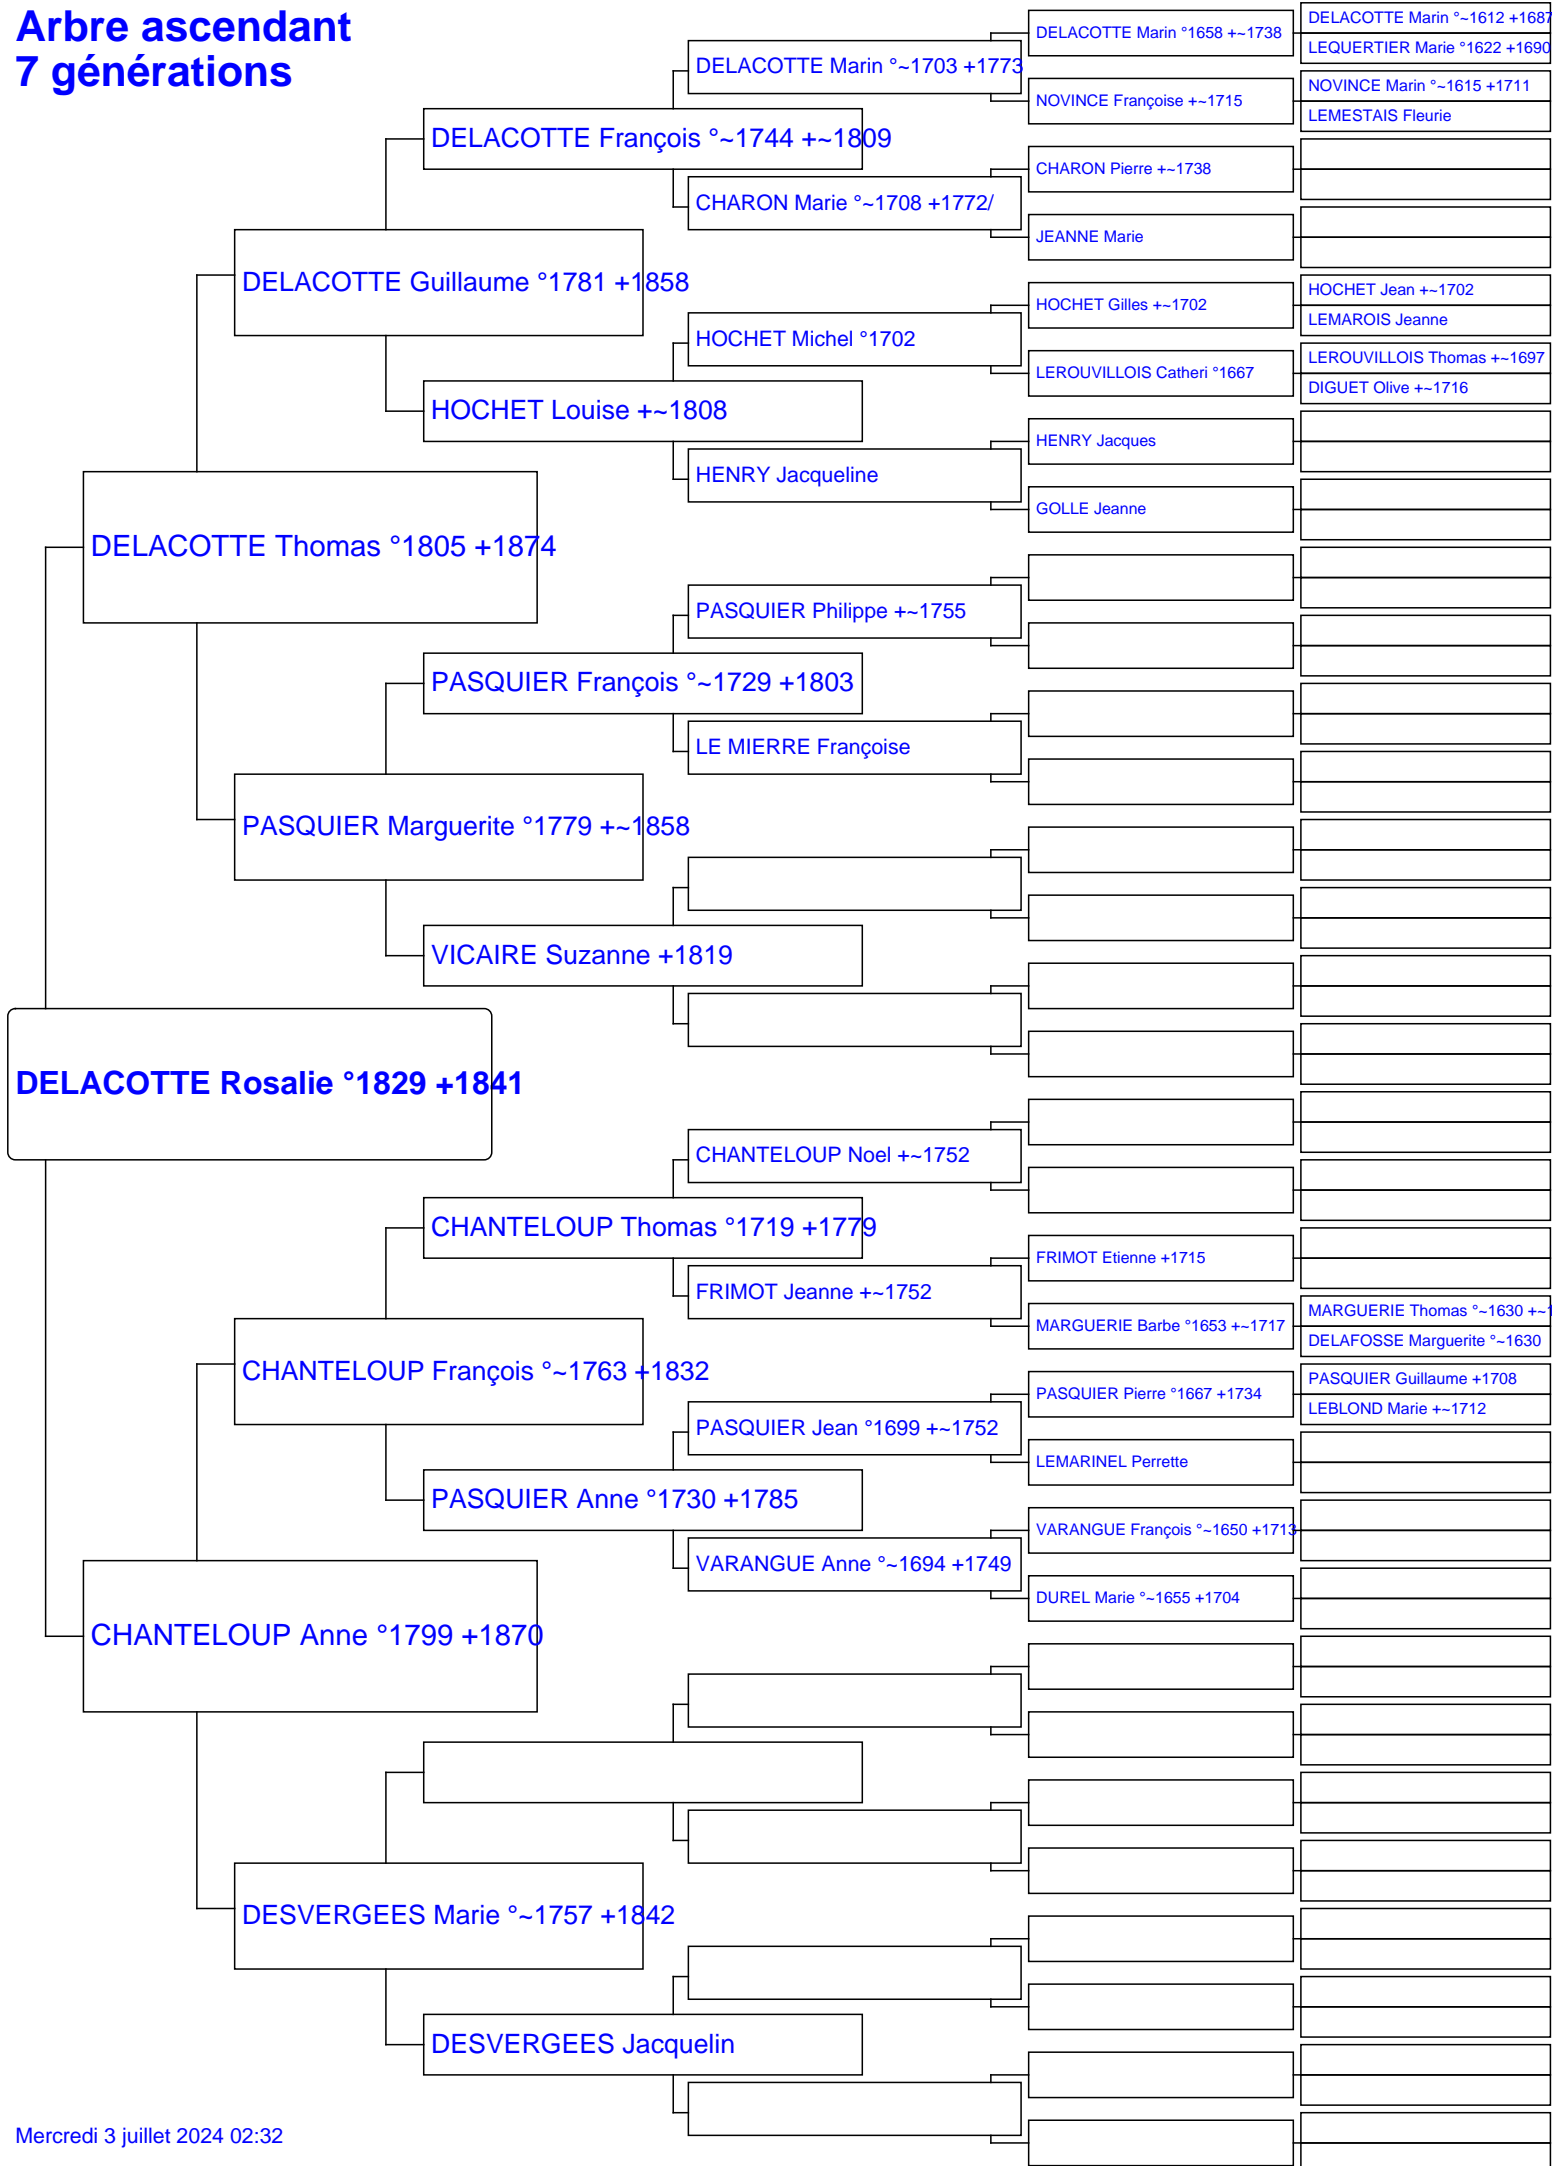 Arbre ascendant
7 générations
DELACOTTE Marin °~1612 +1687
DELACOTTE Marin °1658 +~1738
LEQUERTIER Marie °1622 +1690
DELACOTTE Marin °~1703 +1773
NOVINCE Marin °~1615 +1711
NOVINCE Françoise +~1715
LEMESTAIS Fleurie
DELACOTTE François °~1744 +~1809
CHARON Pierre +~1738
CHARON Marie °~1708 +1772/
JEANNE Marie
DELACOTTE Guillaume °1781 +1858
HOCHET Jean +~1702
HOCHET Gilles +~1702
LEMAROIS Jeanne
HOCHET Michel °1702
LEROUVILLOIS Thomas +~1697
LEROUVILLOIS Catheri °1667
DIGUET Olive +~1716
HOCHET Louise +~1808
HENRY Jacques
HENRY Jacqueline
GOLLE Jeanne
DELACOTTE Thomas °1805 +1874
PASQUIER Philippe +~1755
PASQUIER François °~1729 +1803
LE MIERRE Françoise
PASQUIER Marguerite °1779 +~1858
VICAIRE Suzanne +1819
DELACOTTE Rosalie °1829 +1841
CHANTELOUP Noel +~1752
CHANTELOUP Thomas °1719 +1779
FRIMOT Etienne +1715
FRIMOT Jeanne +~1752
MARGUERIE Thomas °~1630 +~1
MARGUERIE Barbe °1653 +~1717
DELAFOSSE Marguerite °~1630
CHANTELOUP François °~1763 +1832
PASQUIER Guillaume +1708
PASQUIER Pierre °1667 +1734
LEBLOND Marie +~1712
PASQUIER Jean °1699 +~1752
LEMARINEL Perrette
PASQUIER Anne °1730 +1785
VARANGUE François °~1650 +1713
VARANGUE Anne °~1694 +1749
DUREL Marie °~1655 +1704
CHANTELOUP Anne °1799 +1870
DESVERGEES Marie °~1757 +1842
DESVERGEES Jacquelin
Mercredi 3 juillet 2024 02:32